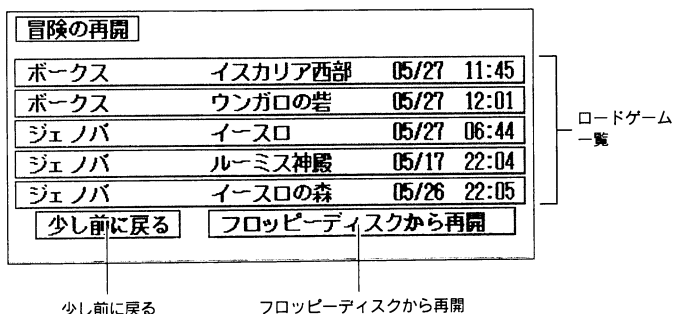 冒険の再開
ボークス イスカリア西部 05/27 11:45
ボークス ウンガロの砦 05/27 12:01
ジェノバ イースロ 05/27 06:44
ジェノバ ルーミス神殿 05/17 22:04
ジェノバ イースロの森 05/26 22:05
少し前に戻る フロッピーディスクから再開
ロードゲーム
一覧
少し前に戻る フロッピーディスクから再開